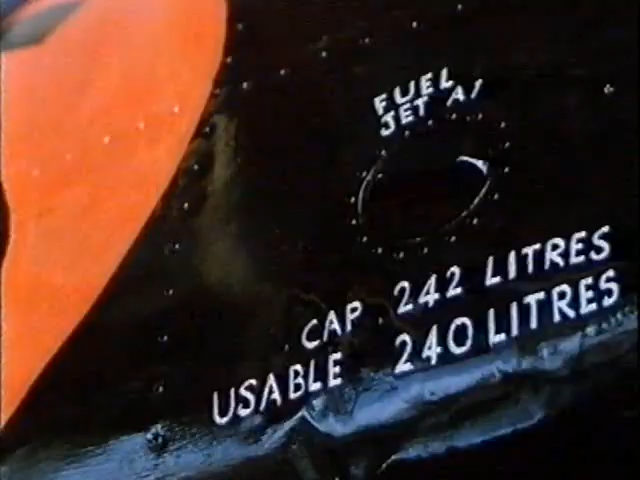 FUEL
JET A1
CAP. 242 LITRES
USABLE 240 LITRES